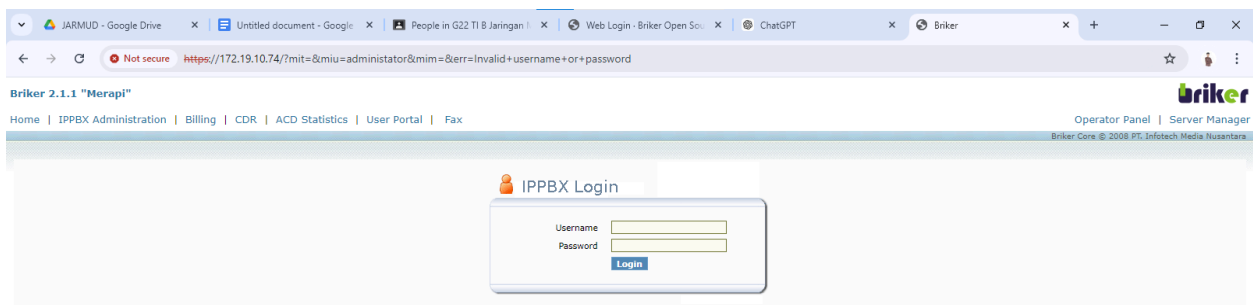 JARMUD - Google Drive
Untitled document - Google
People in G22 TI B Jaringan
Web Login - Briker Open Sou
ChatGPT
Briker
Not secure https://172.19.10.74/?mit=&miu=administator&mim=&err=Invalid+username+or+password
Briker 2.1.1 "Merapi"
briker
Home | IPPBX Administration | Billing | CDR | ACD Statistics | User Portal | Fax
Operator Panel | Server Manager
Briker Core © 2008 PT. Infotech Media Nusantara
IPPBX Login
Username
Password
Login